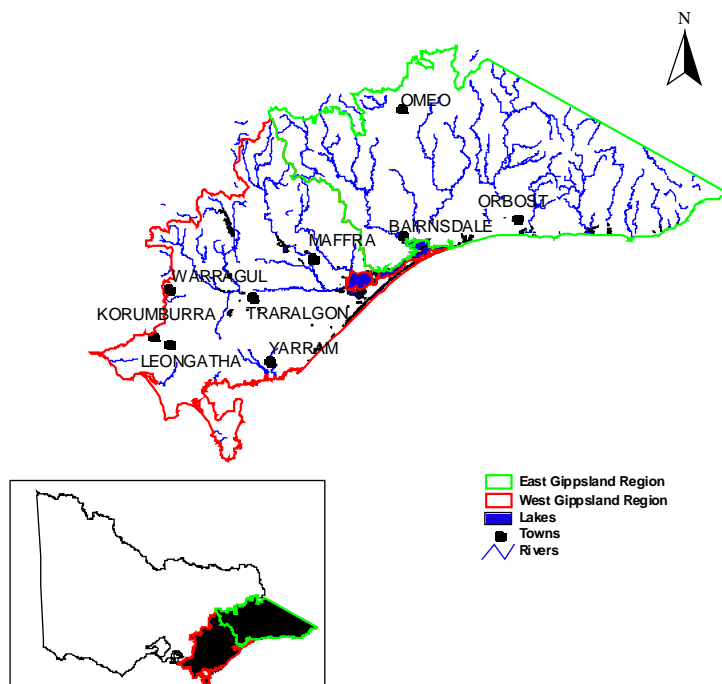 N
OMEO
ORBOST
BAIRNSDALE
MAFFRA
WARRAGUL
TRARALGON
KORUMBURRA
LEONGATHA
YARRAM
East Gippsland Region
West Gippsland Region
Lakes
Towns
Rivers